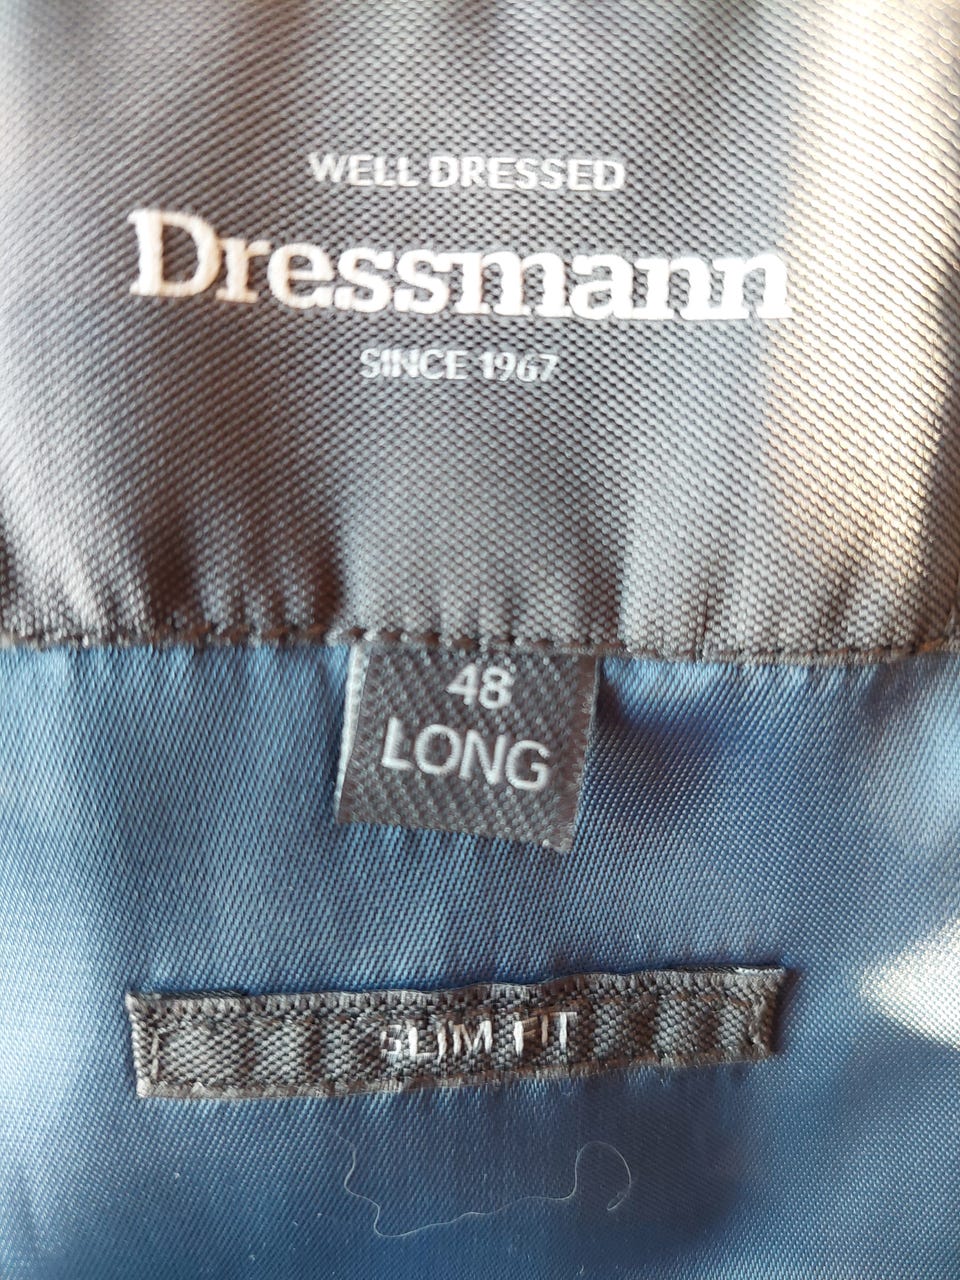 WELL DRESSED
Dressmann
SINCE 1967
48
LONG
SLIM FIT